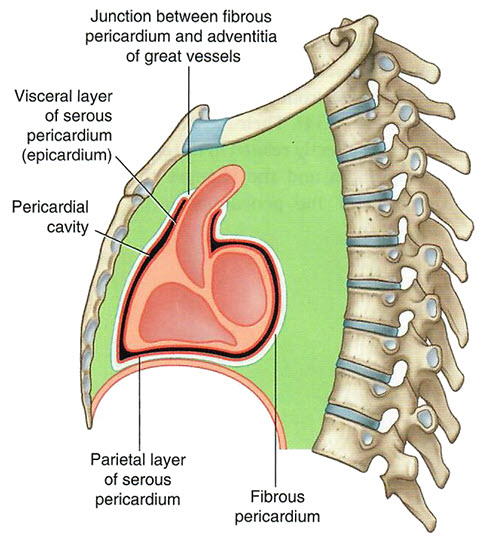 Junction between fibrous
pericardium and adventitia
of great vessels
Visceral layer
of serous
pericardium
(epicardium)
Pericardial
cavity
Parietal layer
of serous
pericardium
Fibrous
pericardium